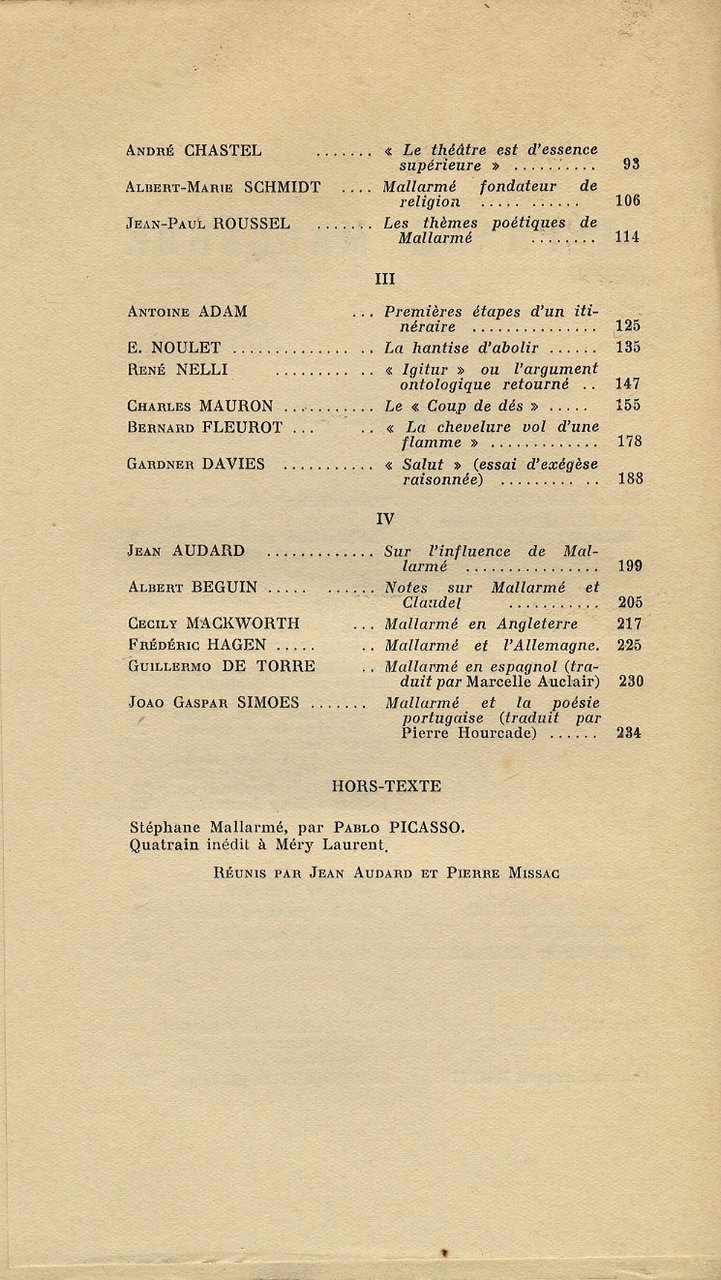 André CHASTEL ....... « Le théâtre est d'essence
supérieure » .......... 93
Albert-Marie SCHMIDT .... Mallarmé fondateur de
religion ..... ...... 106
Jean-Paul ROUSSEL ....... Les thèmes poétiques de
Mallarmé ........ 114
III
Antoine ADAM ... Premières étapes d'un iti-
néraire ............... 125
E. NOULET .............. .. La hantise d'abolir ...... 135
René NELLI ......... .. « Igitur » ou l'argument
ontologique retourné .. 147
Charles MAURON ........... Le « Coup de dés » ..... 155
Bernard FLEUROT ... .. « La chevelure vol d'une
flamme » ............. 178
Gardner DAVIES ........... « Salut » (essai d'exégèse
raisonnée) ......... .. 188
IV
Jean AUDARD ............. Sur l'influence de Mal-
larmé ................ 199
Albert BEGUIN ..... ...... Notes sur Mallarmé et
Claudel ........... 205
Cecily MACKWORTH ... Mallarmé en Angleterre 217
Frédéric HAGEN ..... .. Mallarmé et l'Allemagne. 225
Guillermo DE TORRE .. Mallarmé en espagnol (tra-
duit par Marcelle Auclair) 230
Joao Gaspar SIMOES ....... Mallarmé et la poésie
portugaise (traduit par
Pierre Hourcade) ...... 234
HORS-TEXTE
Stéphane Mallarmé, par Pablo PICASSO.
Quatrain inédit à Méry Laurent.
Réunis par Jean Audard et Pierre Missac